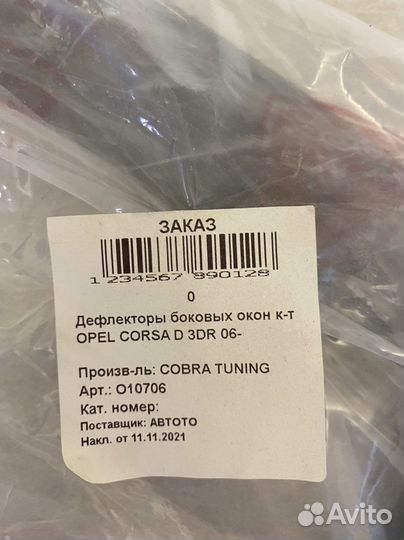 ЗАКАЗ
1 234567 890128
0
Дефлекторы боковых окон к-т
OPEL CORSA D 3DR 06-
Произв-ль: COBRA TUNING
Арт.: O10706
Кат. номер:
Поставщик: АВТОТО
Накл. от 11.11.2021
Avito